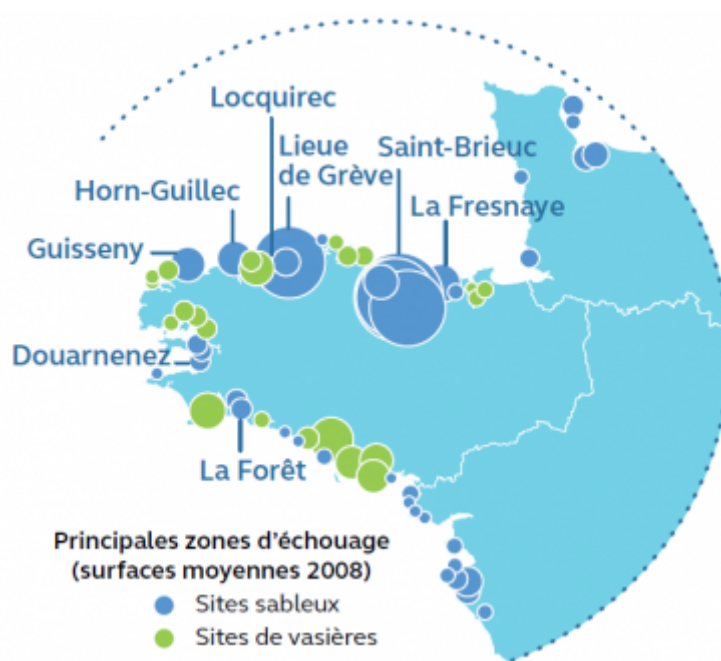 Locquirec
Lieue
de Grève
Saint-Brieuc
Horn-Guillec
La Fresnaye
Guisseny
Douarnenez
La Forêt
Principales zones d'échouage
(surfaces moyennes 2008)
Sites sableux
Sites de vasières